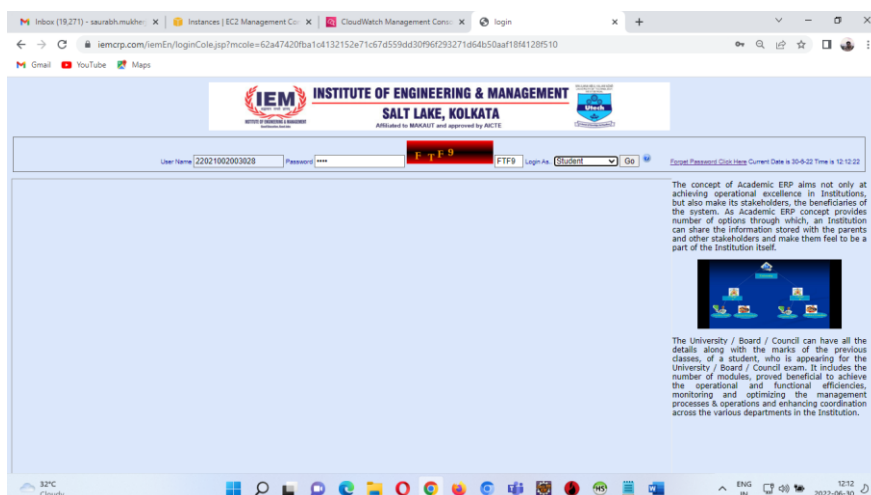 Inbox (19,271) - saurabh.mukher
Instances | EC2 Management Con
CloudWatch Management Conso
login
iemcrp.com/iemEn/loginCole.jsp?mcole=62a47420fba1c4132152e71c67d559dd30f96f293271d64b50aaf18f4128f510
Gmail YouTube Maps
IEM
INSTITUTE OF ENGINEERING & MANAGEMENT
SALT LAKE, KOLKATA
Affiliated to MAKAUT and approved by AICTE
Utech
User Name 22021002003028 Password •••• F T F 9 FTF9 Login As. Student Go Forget Password Click Here Current Date is 30-6-22 Time is 12:12:22
The concept of Academic ERP aims not only at
achieving operational excellence in Institutions,
but also make its stakeholders, the beneficiaries of
the system. As Academic ERP concept provides
number of options through which, an Institution
can share the information stored with the parents
and other stakeholders and make them feel to be a
part of the Institution itself.
The University / Board / Council can have all the
details along with the marks of the previous
classes, of a student, who is appearing for the
University / Board / Council exam. It includes the
number of modules, proved beneficial to achieve
the operational and functional efficiencies,
monitoring and optimizing the management
processes & operations and enhancing coordination
across the various departments in the Institution.
32°C
Cloudy
ENG
IN
12:12
2022-06-30